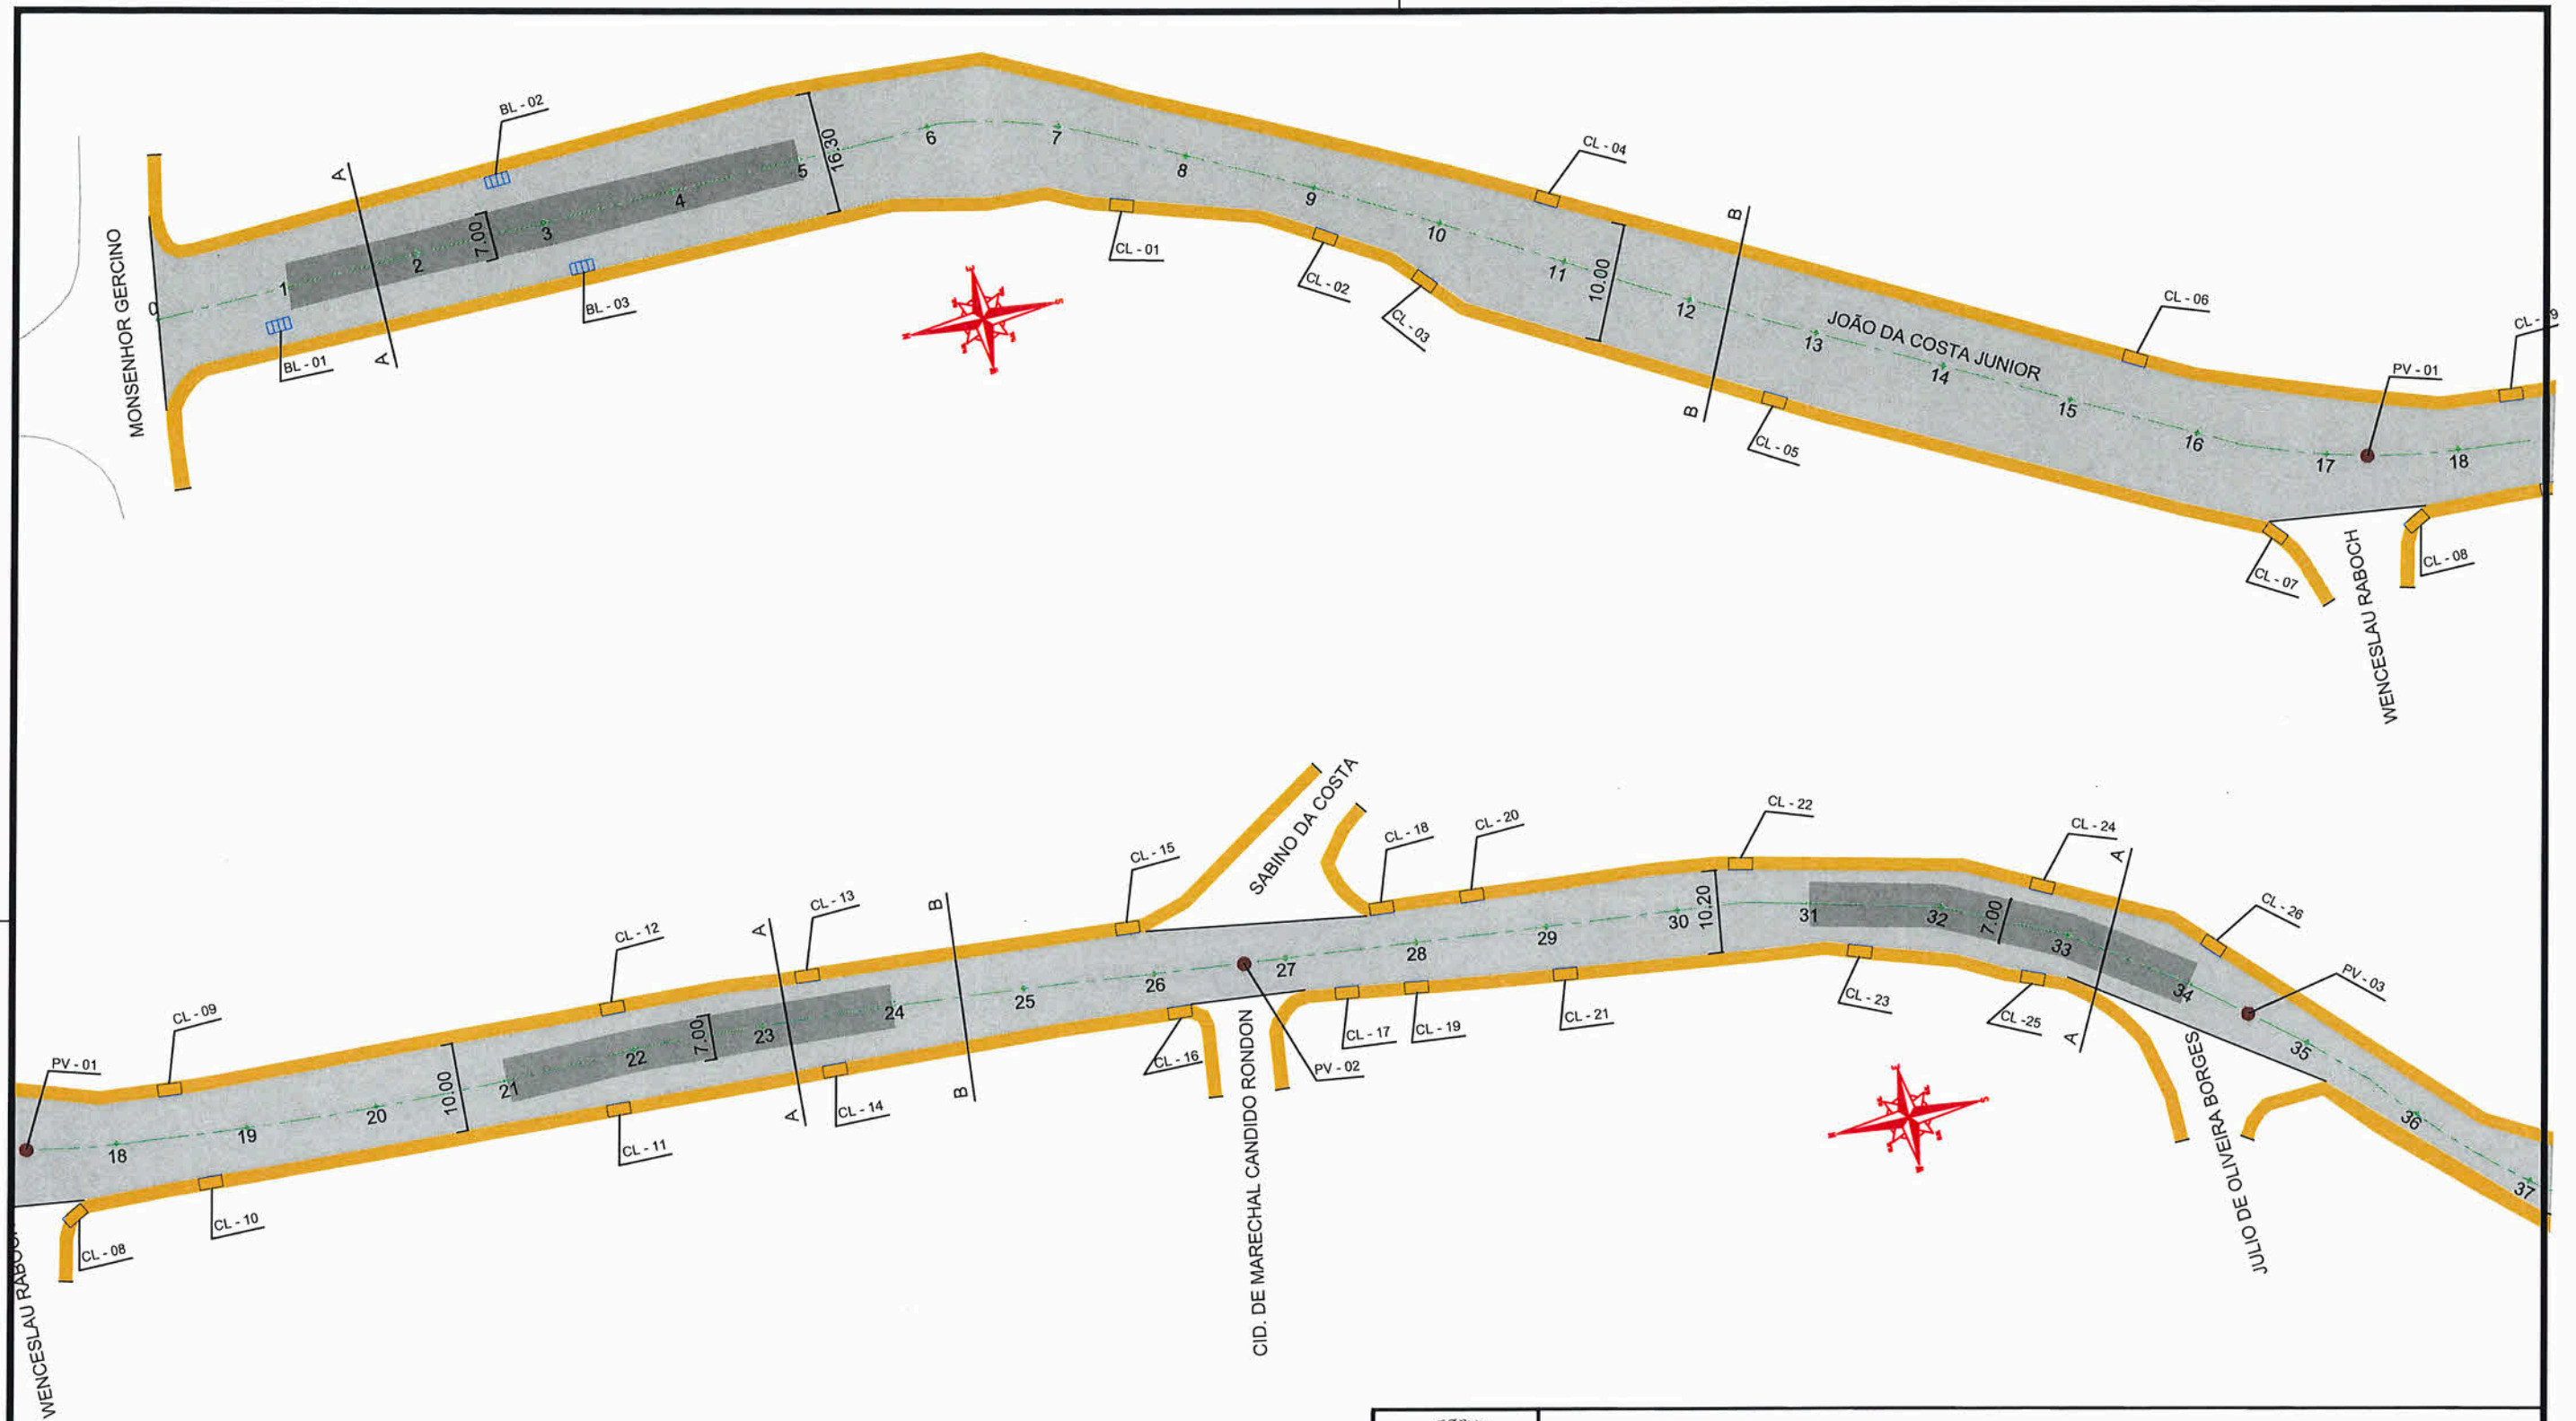 BL - 02
A
16.30
5
6
7
8
9
10
11
12
13
14
15
16
17
18
CL - 04
B
4
3
7.00
2
1
0
MONSENHOR GERCINO
BL - 01
A
BL - 03
CL - 01
CL - 02
CL - 03
10.00
JOÃO DA COSTA JUNIOR
CL - 06
B
CL - 05
PV - 01
CL - 07
WENCESLAU RABOCH
CL - 08
SABINO DA COSTA
CL - 15
CL - 18
CL - 20
CL - 22
CL - 24
A
CL - 26
PV - 03
CL - 13
B
A
CL - 12
CL - 09
PV - 01
18
19
20
10.00
21
22
7.00
23
24
25
26
27
28
29
30
10.20
31
32
7.00
33
34
35
36
37
CL - 23
CL -25
A
CL - 21
CL - 19
CL - 17
PV - 02
CL - 16
B
CL - 14
A
CL - 11
CL - 10
CL - 08
WENCESLAU
CID. DE MARECHAL CANDIDO RONDON
JULIO DE OLIVEIRA BORGES